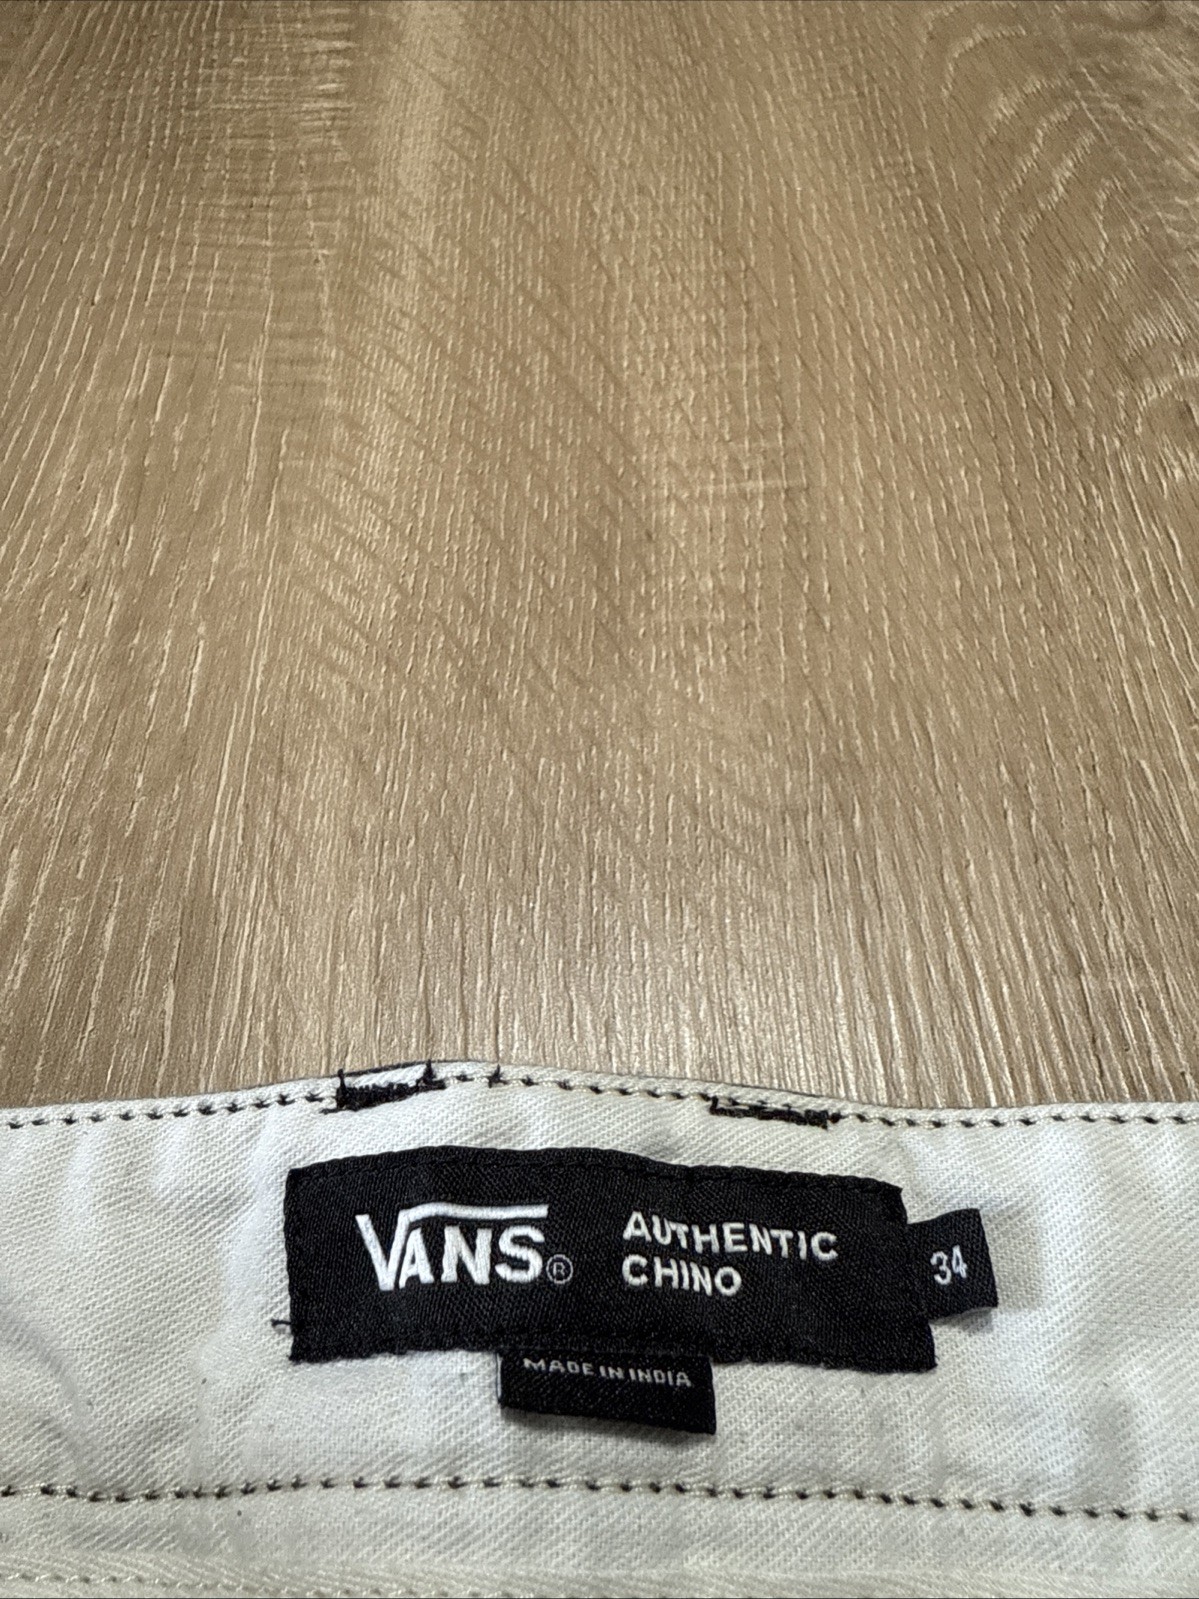 VANS® AUTHENTIC
CHINO
34
MADE IN INDIA